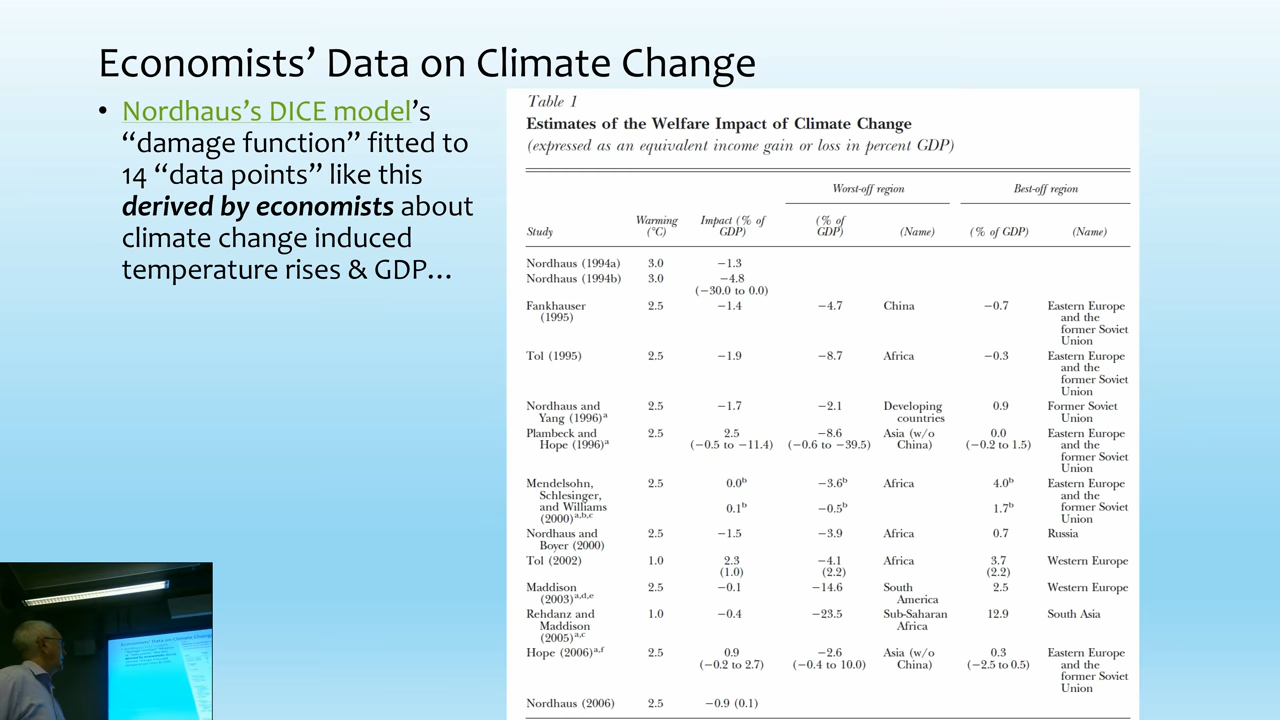 Economists’ Data on Climate Change
• Nordhaus’s DICE model’s
“damage function” fitted to
14 “data points” like this
derived by economists about
climate change induced
temperature rises & GDP…
Table 1
Estimates of the Welfare Impact of Climate Change
(expressed as an equivalent income gain or loss in percent GDP)
Worst-off region Best-off region
Study Warming (°C) Impact (% of GDP) (% of GDP) (Name) (% of GDP) (Name)
Nordhaus (1994a) 3.0 −1.3
Nordhaus (1994b) 3.0 −4.8
(−30.0 to 0.0)
Fankhauser 2.5 −1.4 −4.7 China −0.7 Eastern Europe
(1995) and the
former Soviet
Union
Tol (1995) 2.5 −1.9 −8.7 Africa −0.3 Eastern Europe
and the
former Soviet
Union
Nordhaus and 2.5 −1.7 −2.1 Developing 0.9 Former Soviet
Yang (1996)a countries Union
Plambeck and 2.5 2.5 −8.6 Asia (w/o 0.0 Eastern Europe
Hope (1996)a (−0.5 to −11.4) (−0.6 to −39.5) China) (−0.2 to 1.5) and the
former Soviet
Union
Mendelsohn, 2.5 0.0b −3.6b Africa 4.0b Eastern Europe
Schlesinger, and the
and Williams 0.1b −0.5b 1.7b former Soviet
(2000)a,b,c Union
Nordhaus and 2.5 −1.5 −3.9 Africa 0.7 Russia
Boyer (2000)
Tol (2002) 1.0 2.3 −4.1 Africa 3.7 Western Europe
(1.0) (2.2) (2.2)
Maddison 2.5 −0.1 −14.6 South 2.5 Western Europe
(2003)a,d,e America
Rehdanz and 1.0 −0.4 −23.5 Sub-Saharan 12.9 South Asia
Maddison Africa
(2005)a,c
Hope (2006)a,f 2.5 0.9 −2.6 Asia (w/o 0.3 Eastern Europe
(−0.2 to 2.7) (−0.4 to 10.0) China) (−2.5 to 0.5) and the
former Soviet
Union
Nordhaus (2006) 2.5 −0.9 (0.1)
Economists' Data on Climate Change